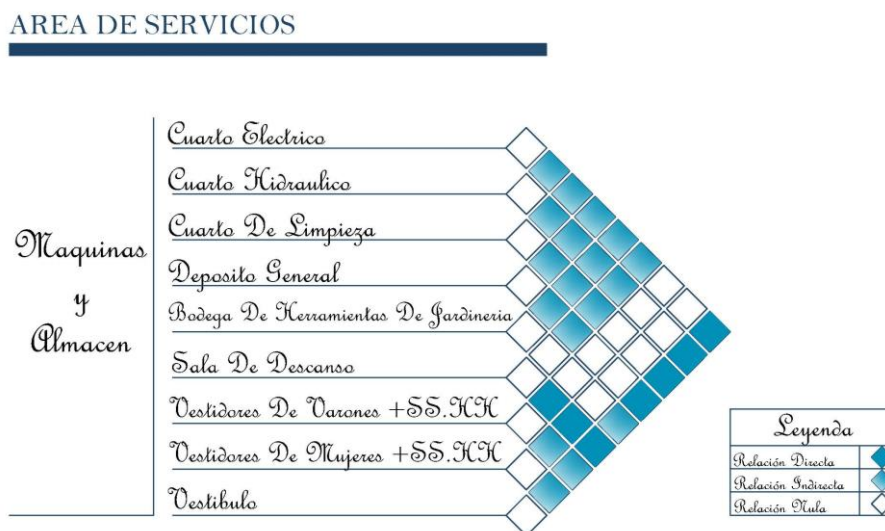 AREA DE SERVICIOS
Maquinas
y
Almacen
Cuarto Electrico
Cuarto Hidraulico
Cuarto De Limpieza
Deposito General
Bodega De Herramientas De Jardineria
Sala De Descanso
Vestidores De Varones +SS.HH
Vestidores De Mujeres +SS.HH
Vestibulo
Leyenda
Relación Directa
Relación Indirecta
Relación Nula